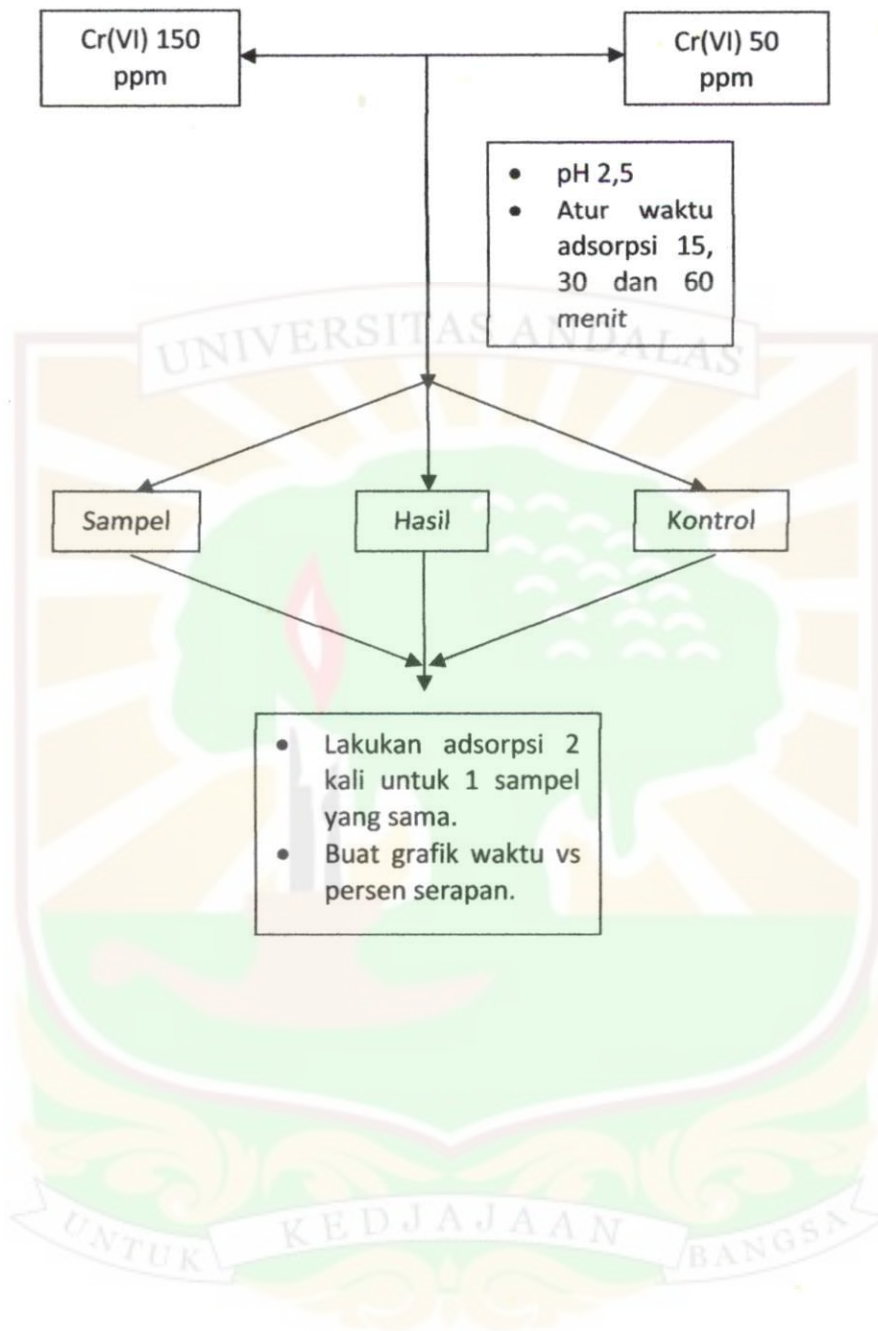 Cr(VI) 150
ppm
Cr(VI) 50
ppm
• pH 2,5
• Atur waktu
adsorpsi 15,
30 dan 60
menit
UNIVERSITAS ANDALAS
Sampel
Hasil
Kontrol
• Lakukan adsorpsi 2
kali untuk 1 sampel
yang sama.
• Buat grafik waktu vs
persen serapan.
UNTUK KEDJAJAAN BANGSA